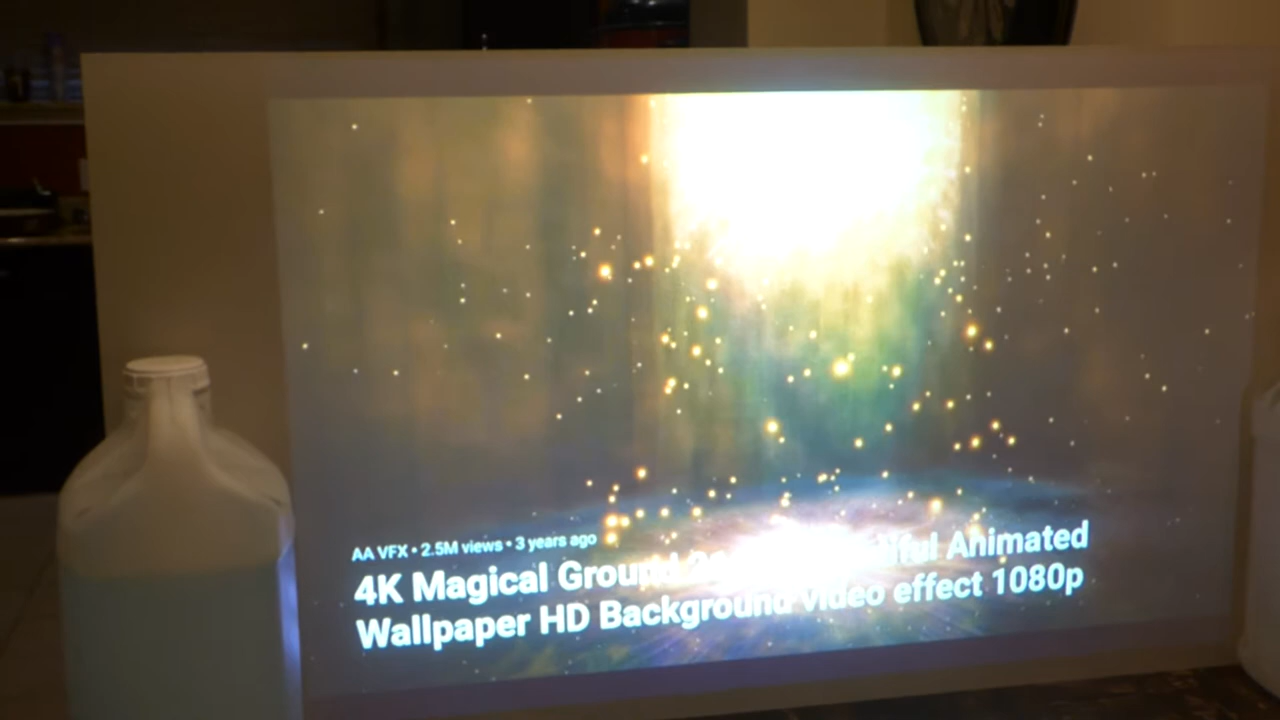 AA VFX • 2.5M views • 3 years ago
4K Magical Ground Animated
Wallpaper HD Background video effect 1080p